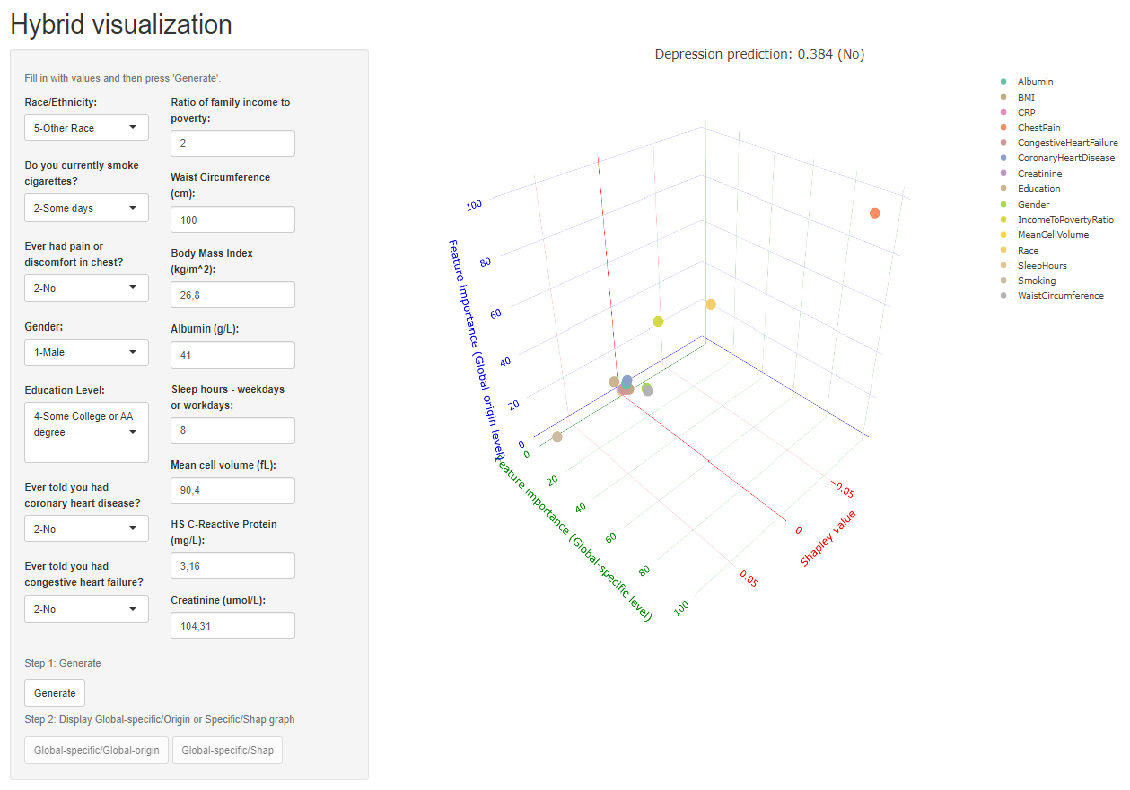 Hybrid visualization
Fill in with values and then press 'Generate'.
Race/Ethnicity:
5-Other Race
Do you currently smoke
cigarettes?
2-Some days
Ever had pain or
discomfort in chest?
2-No
Gender:
1-Male
Education Level:
4-Some College or AA
degree
Ever told you had
coronary heart disease?
2-No
Ever told you had
congestive heart failure?
2-No
Ratio of family income to
poverty:
2
Waist Circumference
(cm):
100
Body Mass Index
(kg/m^2):
26,8
Albumin (g/L):
41
Sleep hours - weekdays
or workdays:
8
Mean cell volume (fL):
90,4
HS C-Reactive Protein
(mg/L):
3,16
Creatinine (umol/L):
104,31
Step 1: Generate
Generate
Step 2: Display Global-specific/Origin or Specific/Shap graph
Global-specific/Global-origin
Global-specific/Shap
Depression prediction: 0.384 (No)
100
80
60
40
20
0
Feature importance (Global-origin level)
0
20
40
60
80
100
Feature importance (Global-specific level)
−0.05
0
0.05
Shapley value
Albumin
BMI
CRP
ChestPain
CongestiveHeartFailure
CoronaryHeartDisease
Creatinine
Education
Gender
IncomeToPovertyRatio
MeanCellVolume
Race
SleepHours
Smoking
WaistCircumference